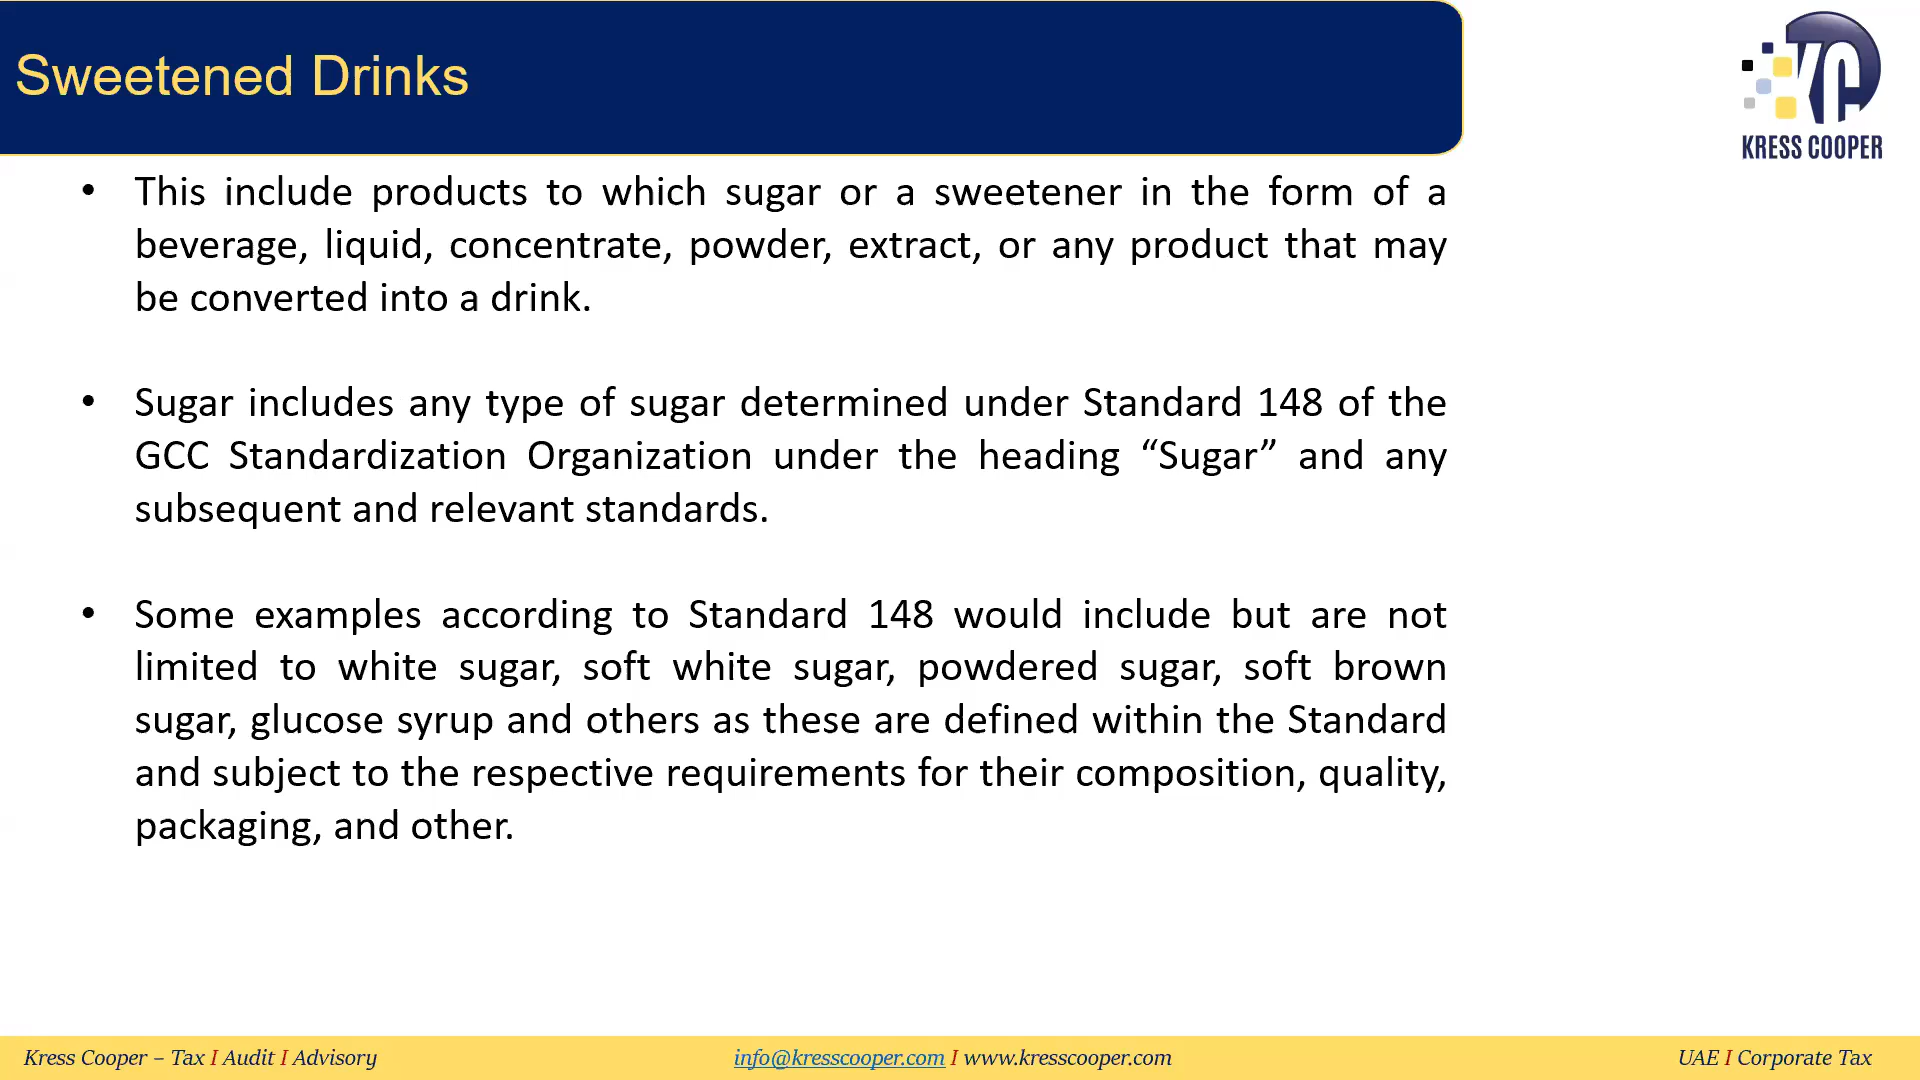 Sweetened Drinks
KC
KRESS COOPER
• This include products to which sugar or a sweetener in the form of a
beverage, liquid, concentrate, powder, extract, or any product that may
be converted into a drink.
• Sugar includes any type of sugar determined under Standard 148 of the
GCC Standardization Organization under the heading “Sugar” and any
subsequent and relevant standards.
• Some examples according to Standard 148 would include but are not
limited to white sugar, soft white sugar, powdered sugar, soft brown
sugar, glucose syrup and others as these are defined within the Standard
and subject to the respective requirements for their composition, quality,
packaging, and other.
Kress Cooper – Tax I Audit I Advisory
info@kresscooper.com I www.kresscooper.com
UAE I Corporate Tax